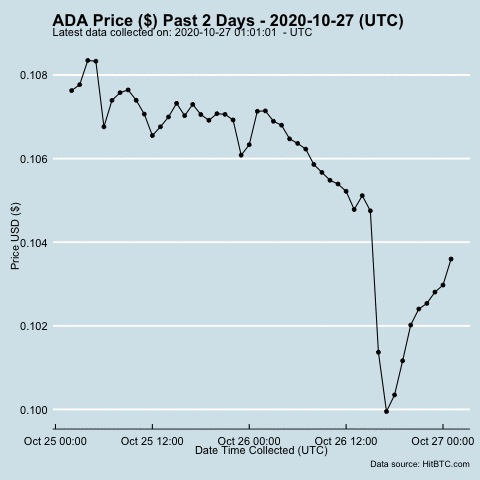 ADA Price ($) Past 2 Days - 2020-10-27 (UTC)
Latest data collected on: 2020-10-27 01:01:01 - UTC
0.108
0.106
0.104
0.102
0.100
Price USD ($)
Oct 25 00:00 Oct 25 12:00 Oct 26 00:00 Oct 26 12:00 Oct 27 00:00
Date Time Collected (UTC)
Data source: HitBTC.com